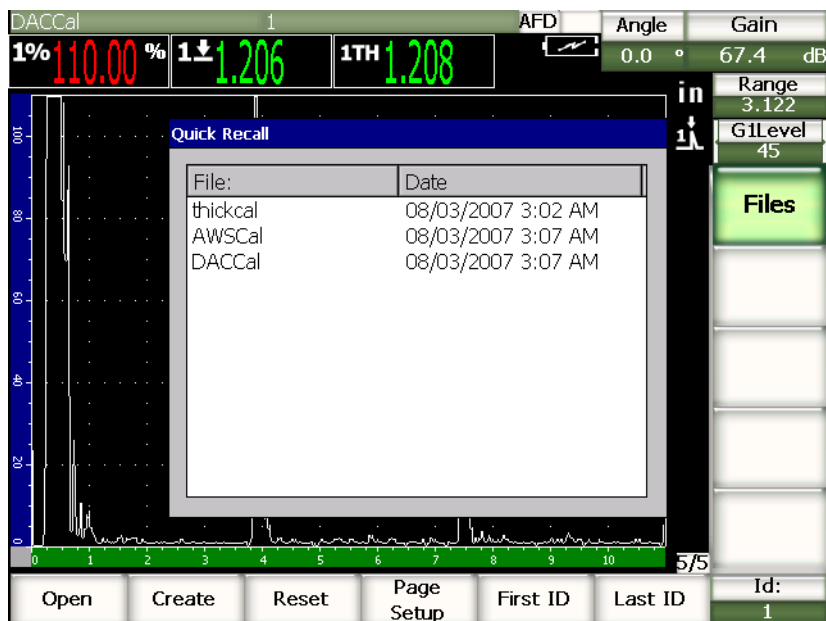 DACCal 1 AFD
Angle
0.0 °
Gain
67.4 dB
1% 110.00 %
1 1.206
1TH 1.208
in
1
Range
3.122
G1Level
45
Files
Quick Recall
File: Date
thickcal 08/03/2007 3:02 AM
AWSCal 08/03/2007 3:07 AM
DACCal 08/03/2007 3:07 AM
100
80
60
40
20
0
0 1 2 3 4 5 6 7 8 9 10
5/5
Open
Create
Reset
Page
Setup
First ID
Last ID
Id:
1